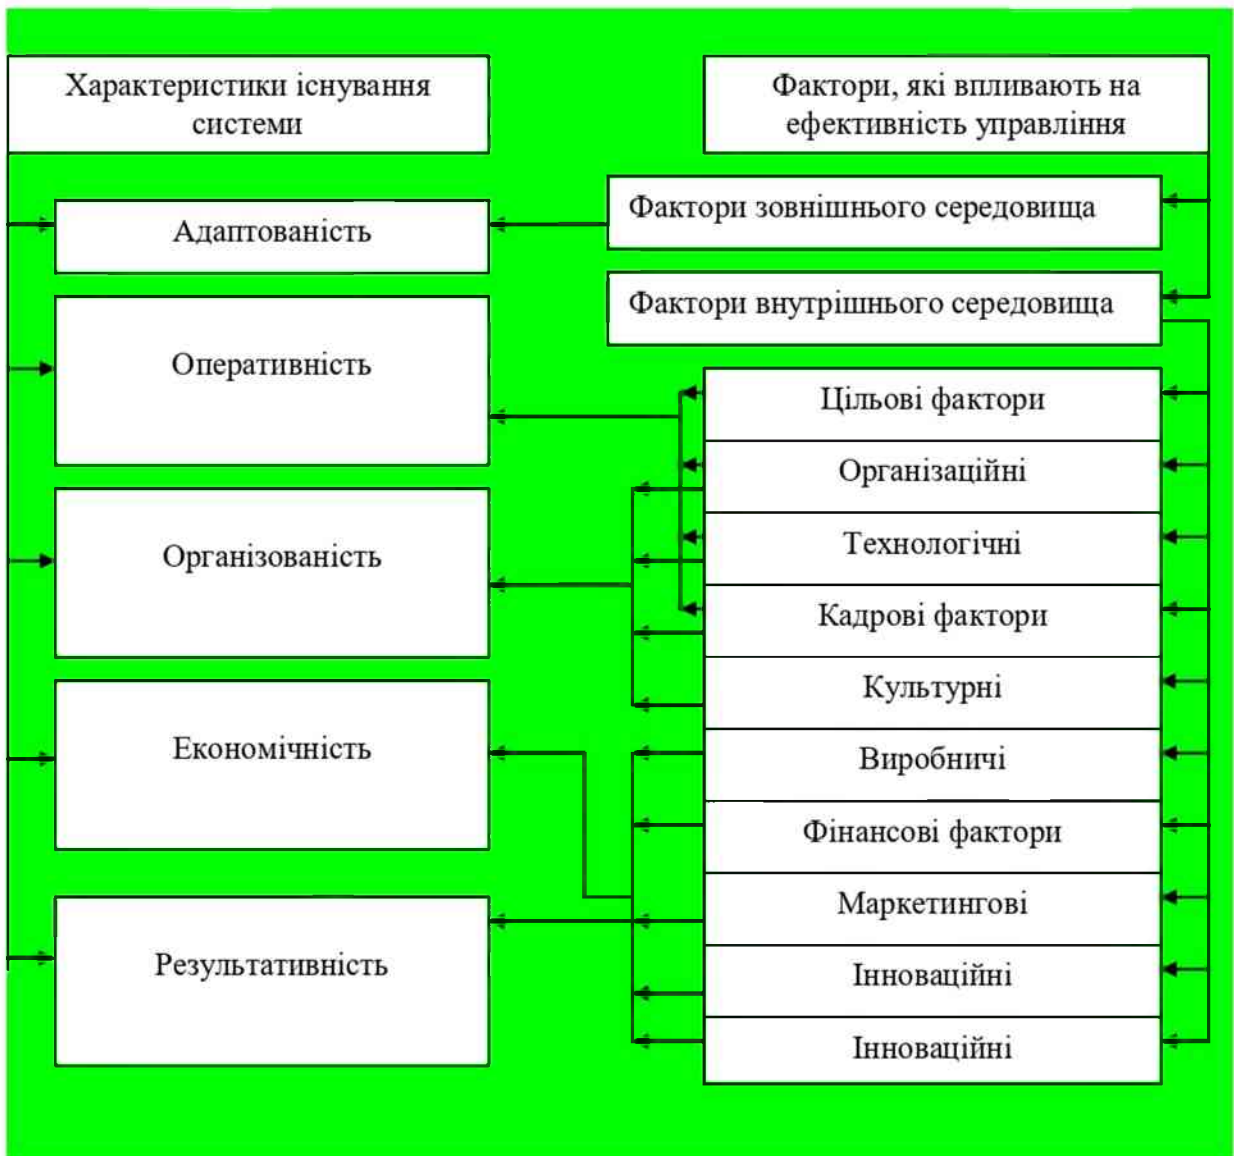 Характеристики існування
системи
Фактори, які впливають на
ефективність управління
Адаптованість
Фактори зовнішнього середовища
Фактори внутрішнього середовища
Оперативність
Цільові фактори
Організаційні
Технологічні
Організованість
Кадрові фактори
Культурні
Економічність
Виробничі
Фінансові фактори
Маркетингові
Результативність
Інноваційні
Інноваційні